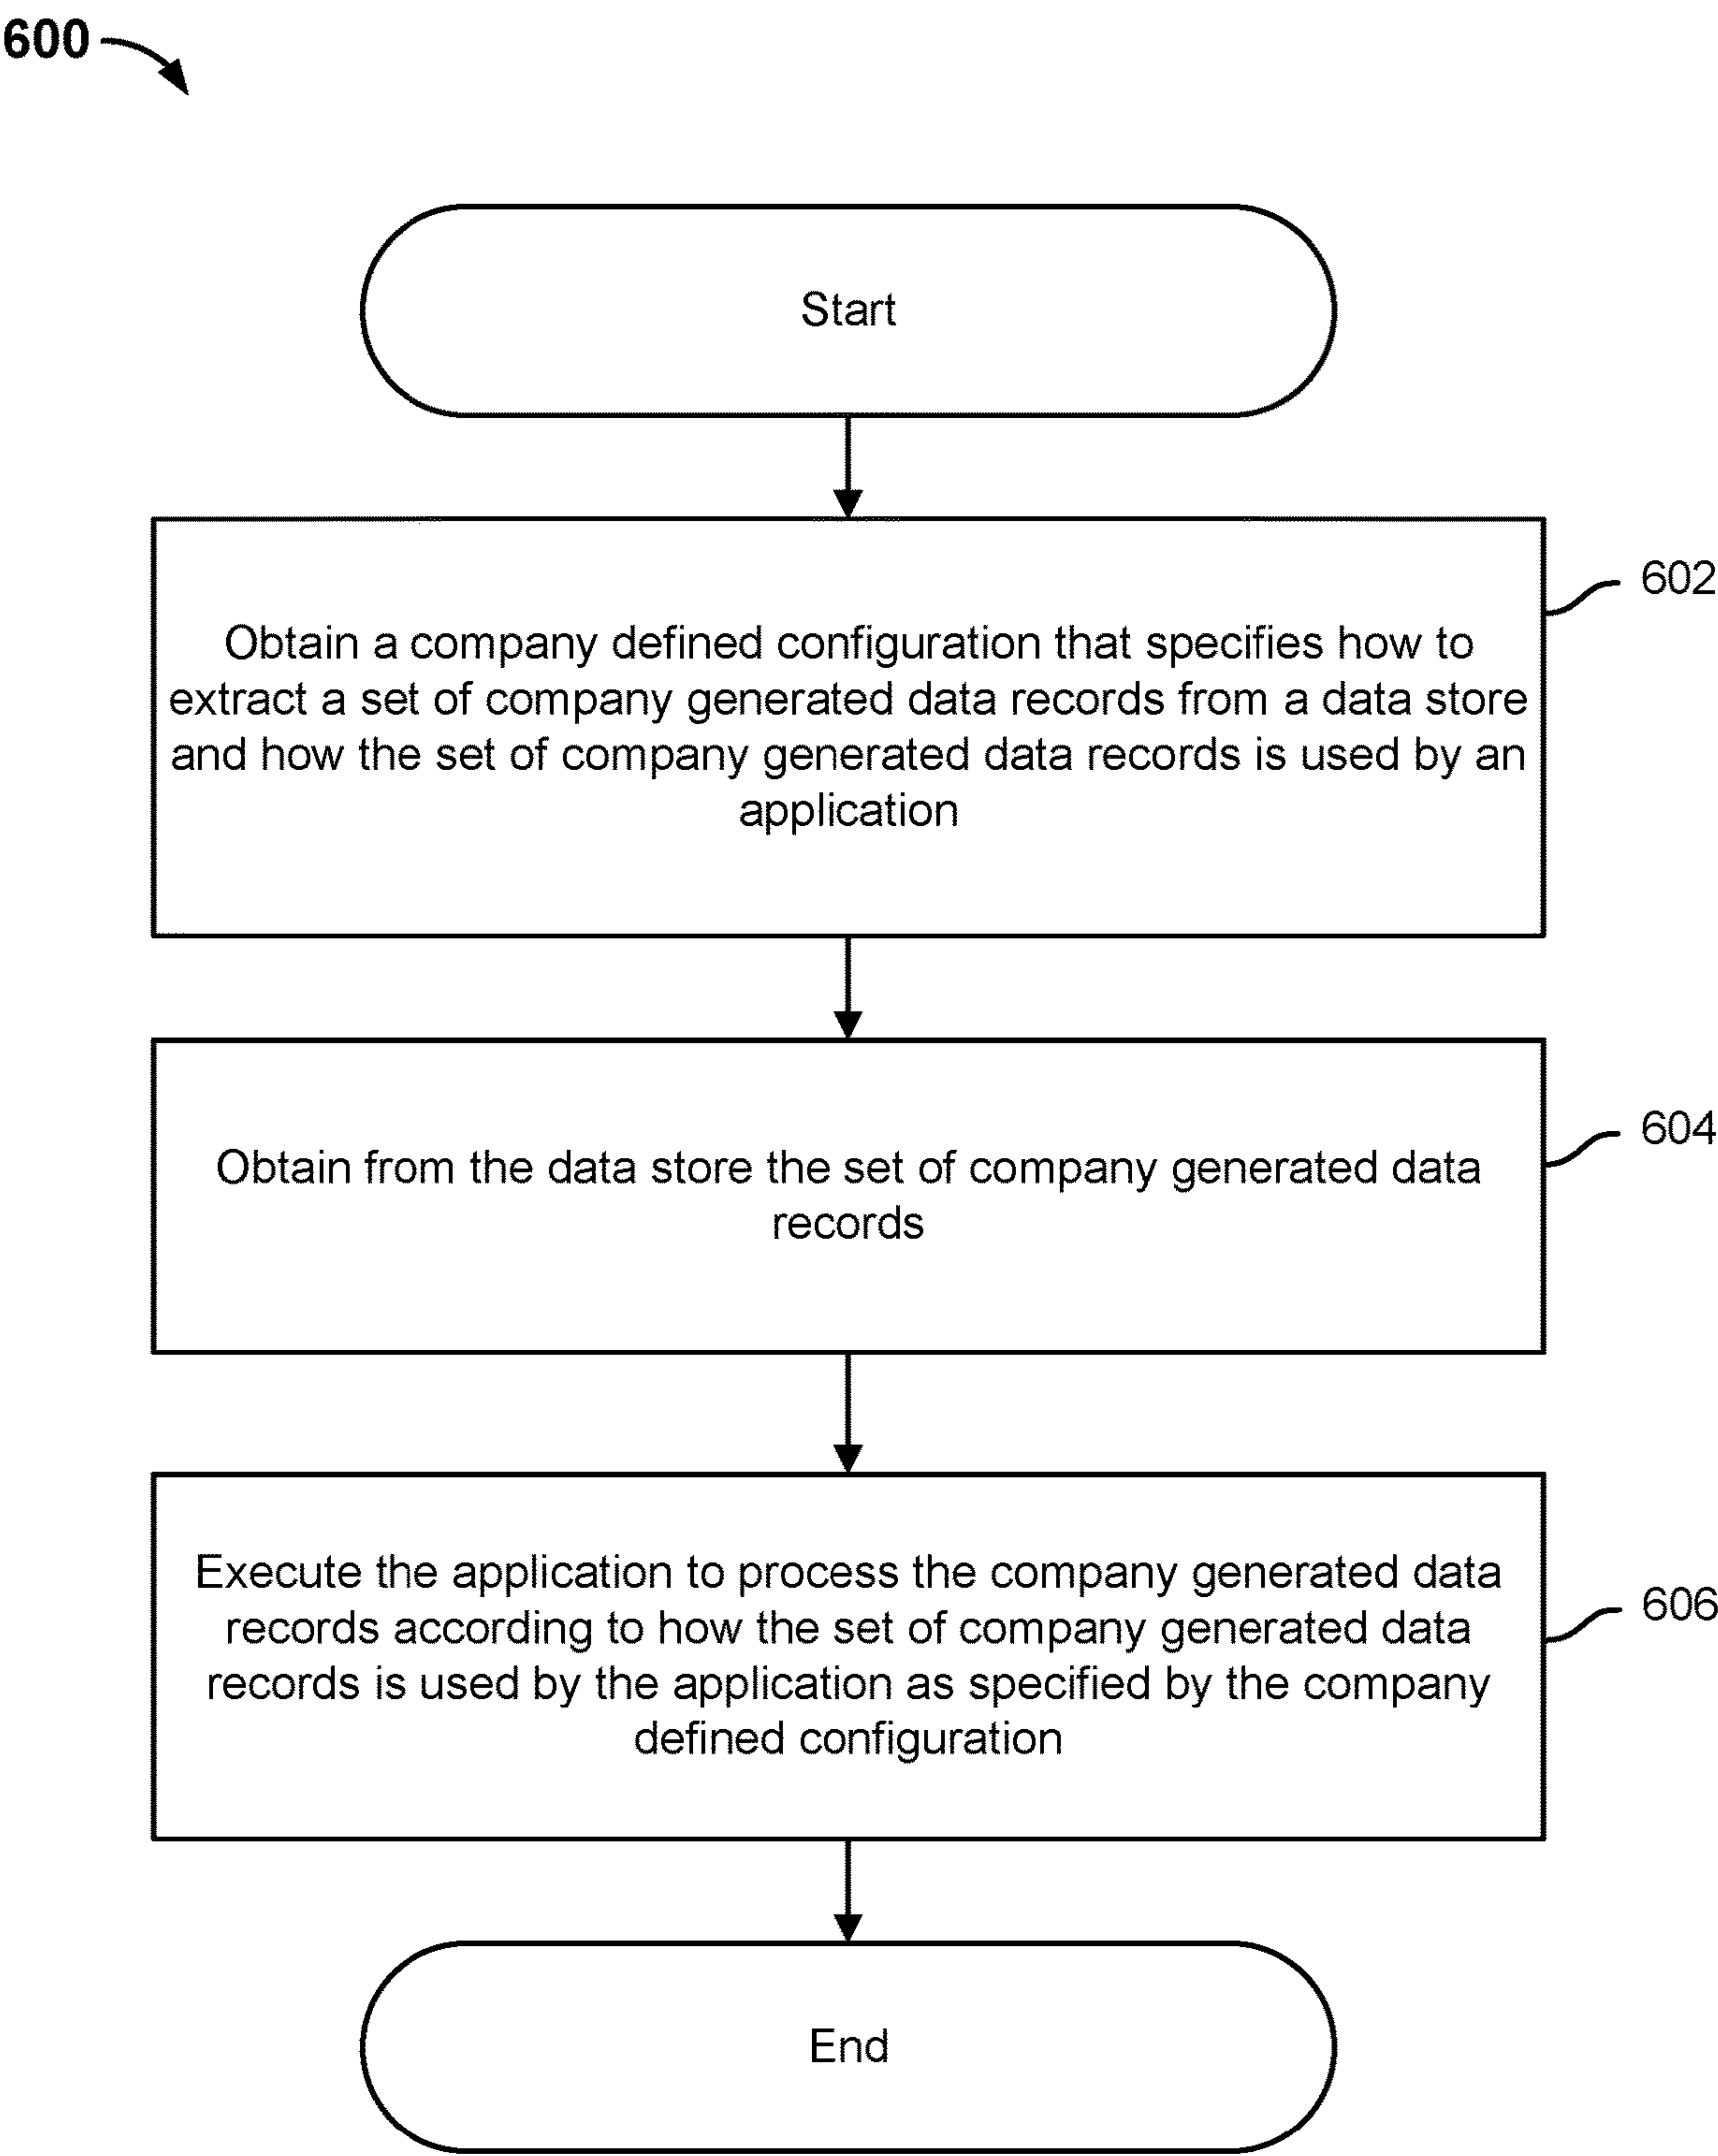 600
Start
Obtain a company defined configuration that specifies how to
extract a set of company generated data records from a data store
and how the set of company generated data records is used by an
application
602
Obtain from the data store the set of company generated data
records
604
Execute the application to process the company generated data
records according to how the set of company generated data
records is used by the application as specified by the company
defined configuration
606
End